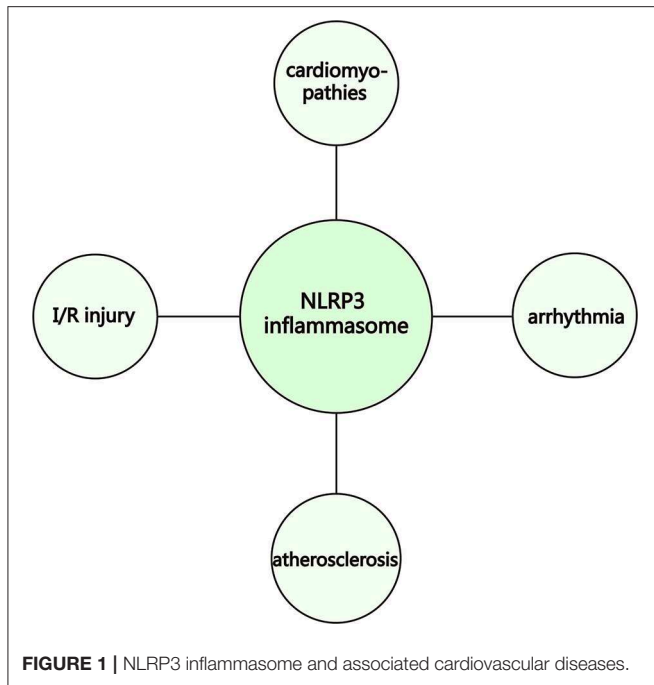 cardiomyo-
pathies
I/R injury
NLRP3
inflammasome
arrhythmia
atherosclerosis
FIGURE 1 | NLRP3 inflammasome and associated cardiovascular diseases.